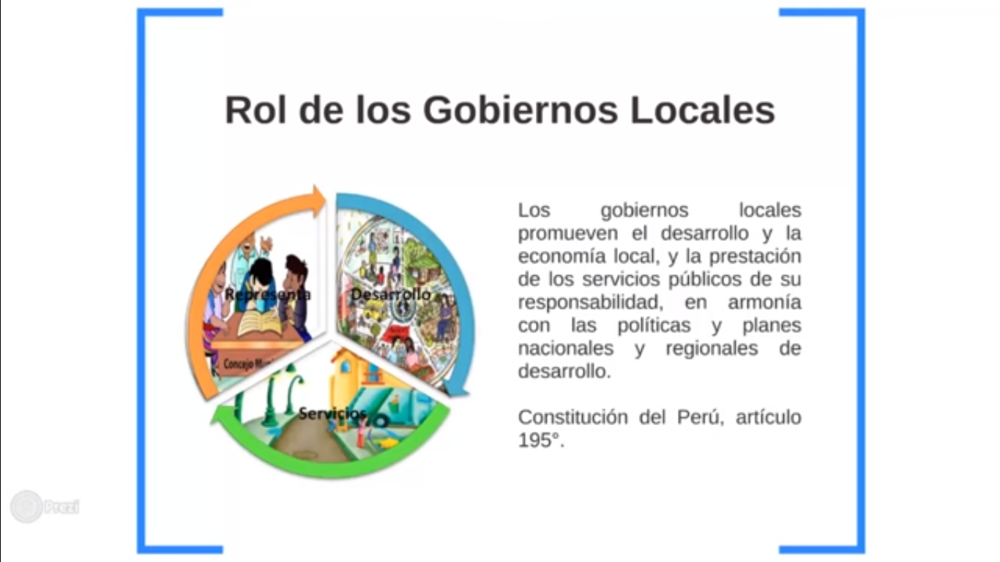 Rol de los Gobiernos Locales
Representa
Desarrollo
Concejo
Servicios
Los gobiernos locales
promueven el desarrollo y la
economía local, y la prestación
de los servicios públicos de su
responsabilidad, en armonía
con las políticas y planes
nacionales y regionales de
desarrollo.
Constitución del Perú, artículo
195°.
Prezi